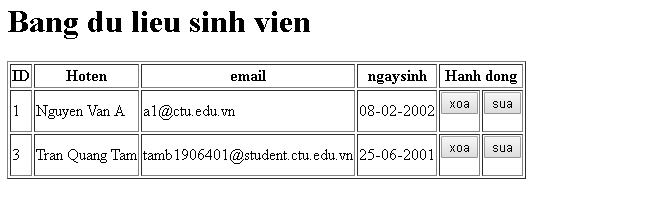 Bang du lieu sinh vien
ID Hoten email ngaysinh Hanh dong
1 Nguyen Van A a1@ctu.edu.vn 08-02-2002 xoa sua
3 Tran Quang Tam tamb1906401@student.ctu.edu.vn 25-06-2001 xoa sua